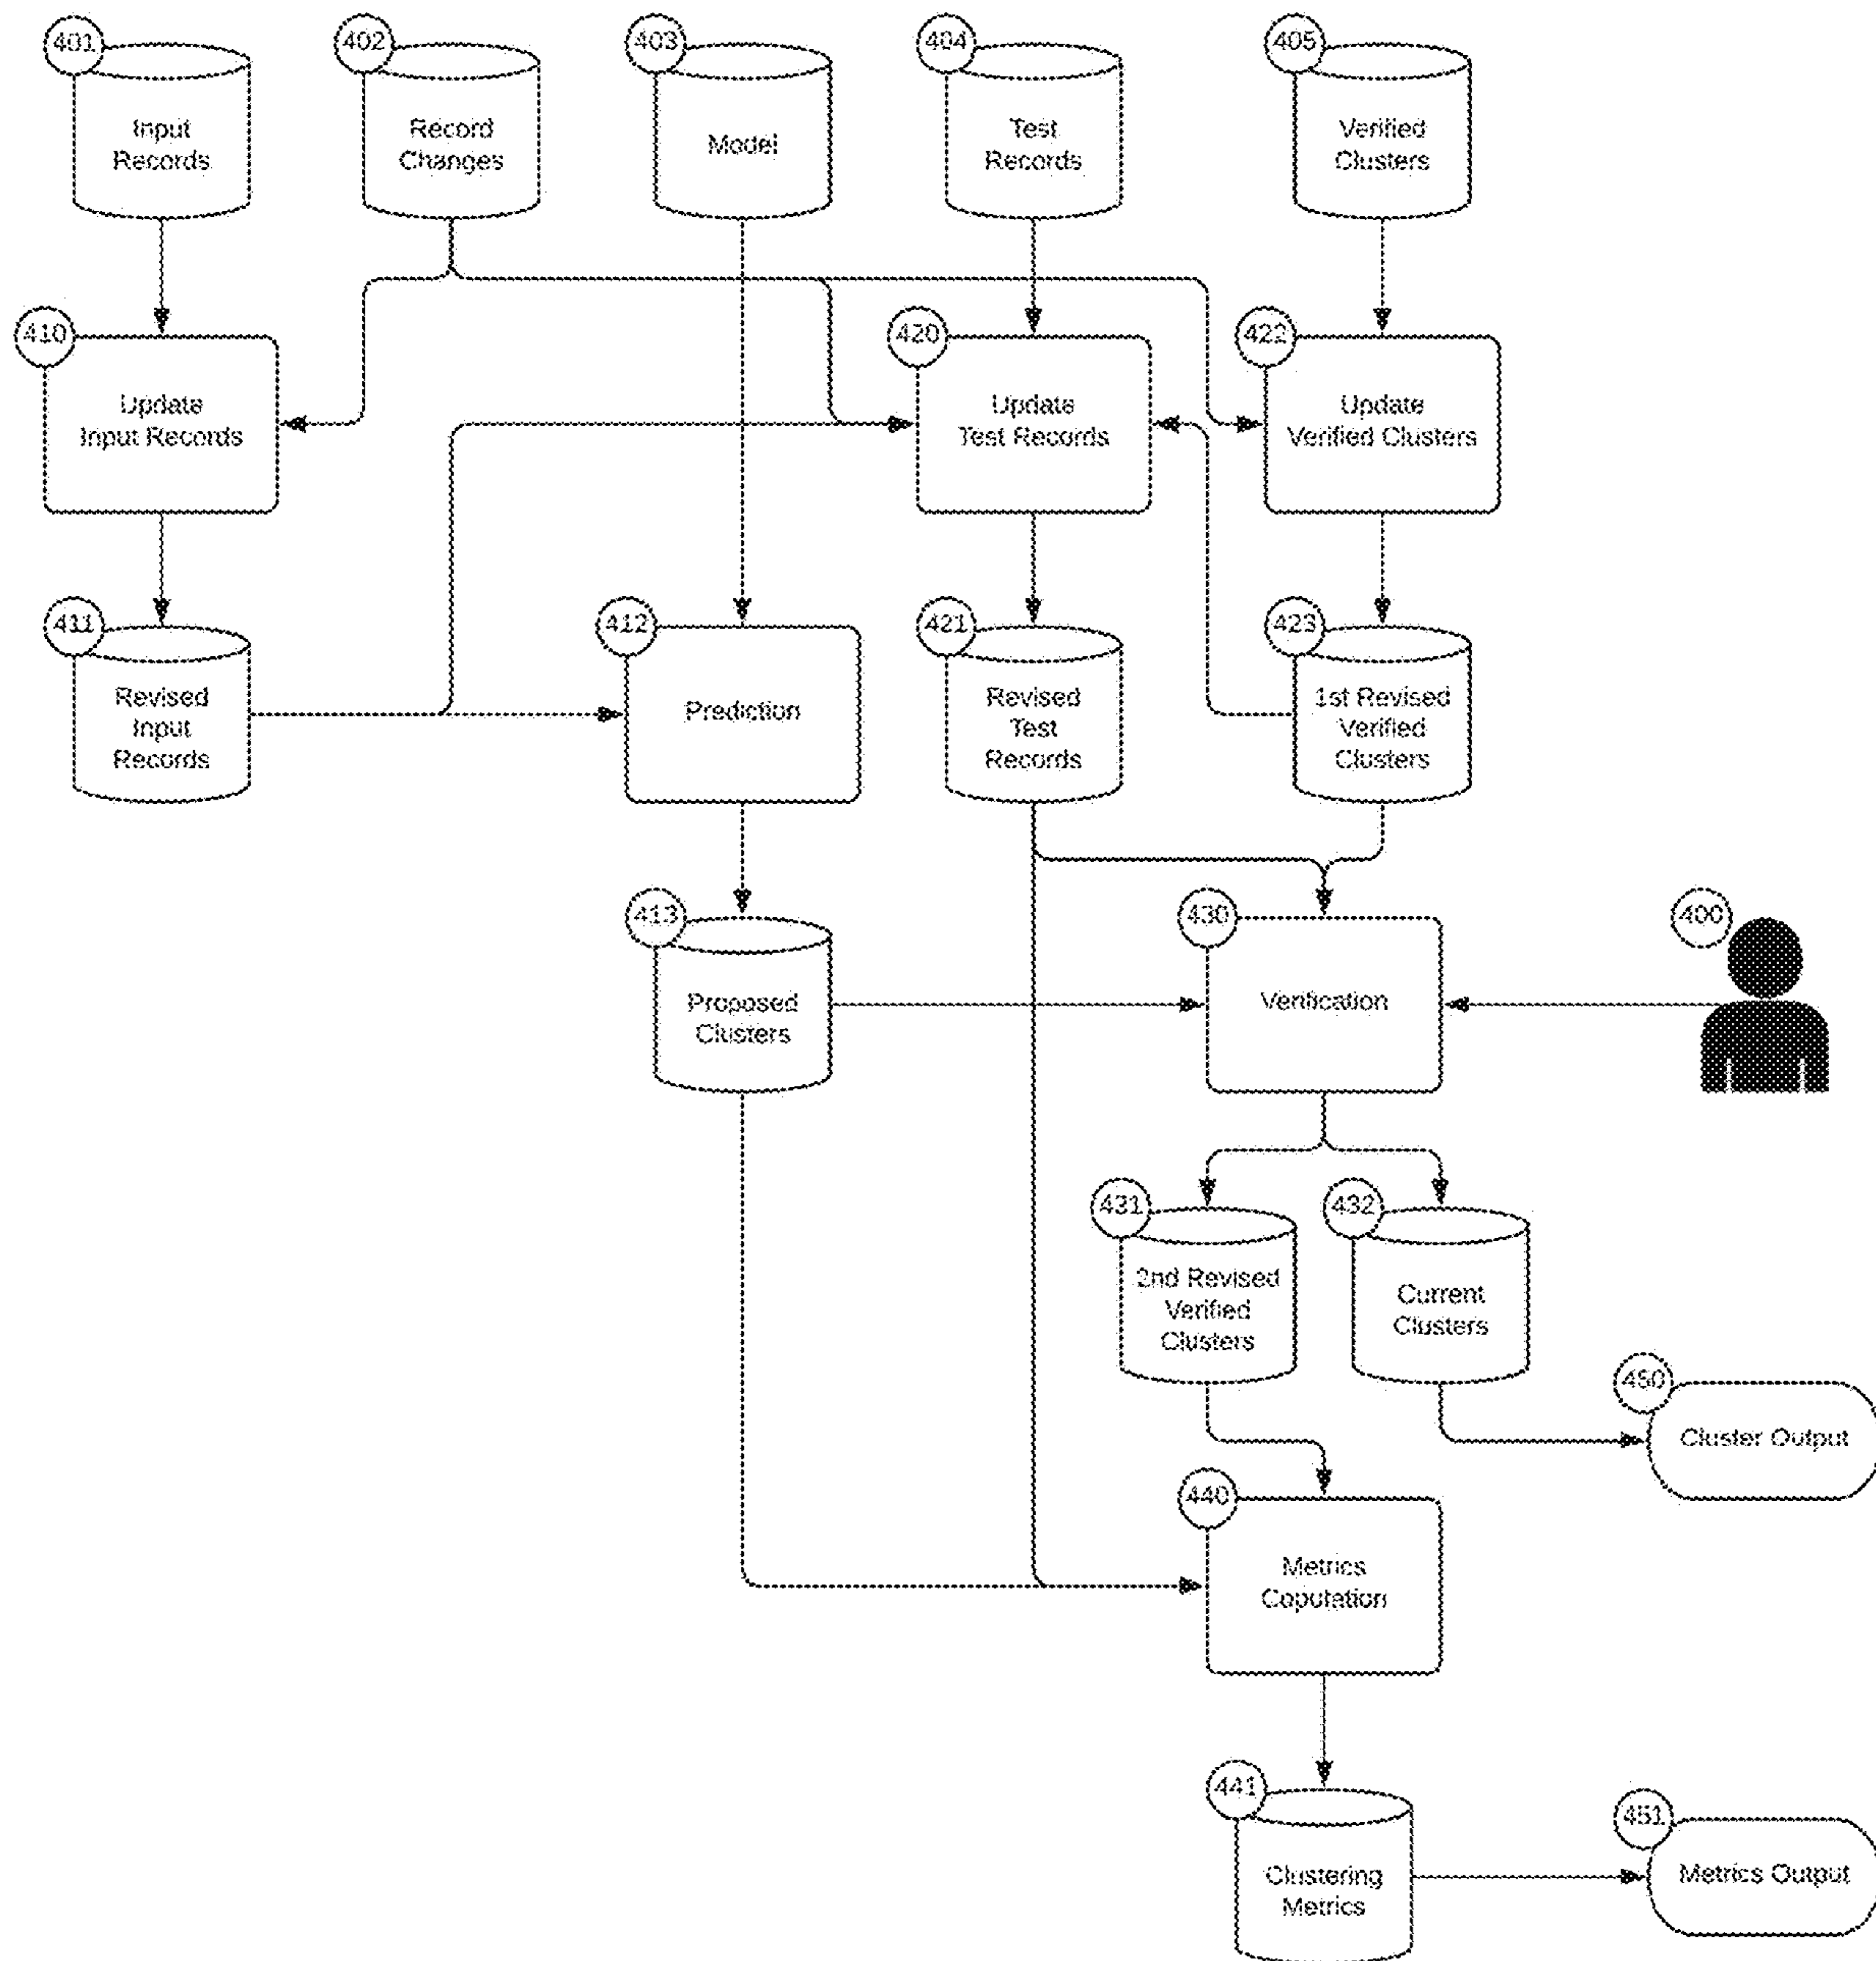 401
402
403
404
405
Input
Records
Record
Changes
Model
Test
Records
Verified
Clusters
410
420
422
Update
Input Records
Update
Test Records
Update
Verified Clusters
411
412
421
423
Revised
Input
Records
Prediction
Revised
Test
Records
1st Revised
Verified
Clusters
413
430
400
Proposed
Clusters
Verification
431
432
2nd Revised
Verified
Clusters
Current
Clusters
450
Cluster Output
440
Metrics
Coputation
441
451
Clustering
Metrics
Metrics Output